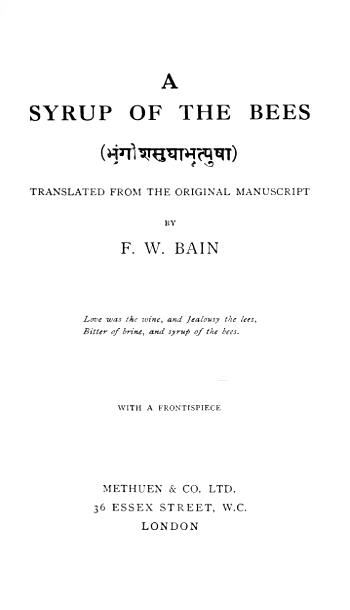 A
SYRUP OF THE BEES
(भृंगोशसुघाभृत्युषा)
TRANSLATED FROM THE ORIGINAL MANUSCRIPT
BY
F. W. BAIN
Love was the wine, and Jealousy the lees,
Bitter of brine, and syrup of the bees.
WITH A FRONTISPIECE
METHUEN & CO. LTD.
36 ESSEX STREET, W.C.
LONDON